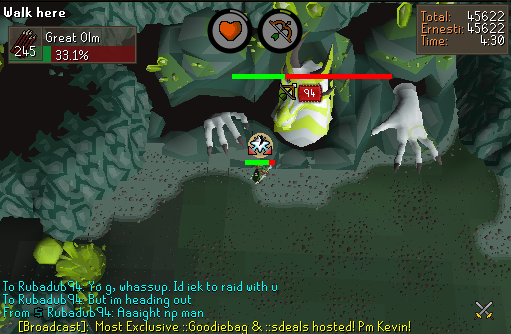 Walk here
Total: 45622
Ernesti: 45622
Time: 4:30
Great Olm
245 33.1%
94
To Rubadub94: Yo g, whassup. Id iek to raid with u
To Rubadub94: But im heading out
From S Rubadub94: Aaaight np man
[Broadcast]: Most Exclusive ::Goodiebag & ::sdeals hosted! Pm Kevin!